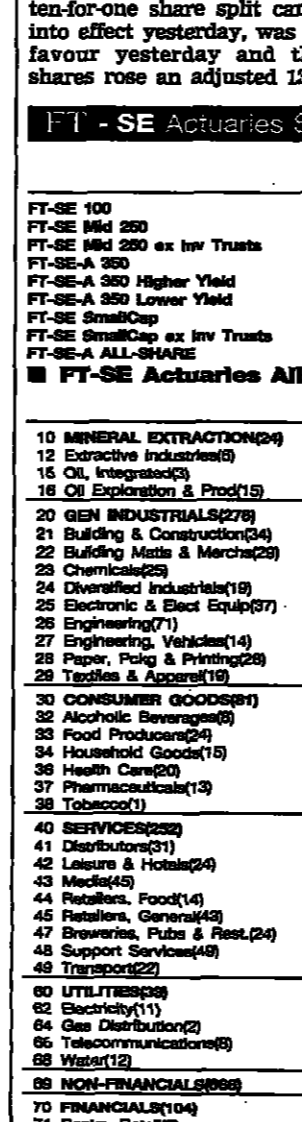 ten-for-one share split
into effect yesterday, was
favour yesterday and
shares rose an adjusted
FT - SE Actuaries
FT-SE 100
FT-SE Mid 250
FT-SE Mid 250 ex Inv Trusts
FT-SE-A 350
FT-SE-A 350 Higher Yield
FT-SE-A 350 Lower Yield
FT-SE SmallCap
FT-SE SmallCap ex Inv Trusts
FT-SE-A ALL-SHARE
■ FT-SE Actuaries All
10 MINERAL EXTRACTION(24)
12 Extractive Industries(6)
15 Oil, Integrated(3)
16 Oil Exploration & Prod(15)
20 GEN INDUSTRIALS(278)
21 Building & Construction(34)
22 Building Matls & Merchs(29)
23 Chemicals(25)
24 Diversified Industrials(19)
25 Electronic & Elect Equip(37)
26 Engineering(71)
27 Engineering, Vehicles(14)
28 Paper, Pckg & Printing(28)
29 Textiles & Apparel(19)
30 CONSUMER GOODS(81)
32 Alcoholic Beverages(8)
33 Food Producers(24)
34 Household Goods(15)
36 Health Care(20)
37 Pharmaceuticals(13)
38 Tobacco(1)
40 SERVICES(252)
41 Distributors(31)
42 Leisure & Hotels(24)
43 Media(45)
44 Retailers, Food(14)
45 Retailers, General(43)
47 Breweries, Pubs & Rest.(24)
48 Support Services(49)
49 Transport(22)
60 UTILITIES(33)
62 Electricity(11)
64 Gas Distribution(2)
66 Telecommunications(8)
68 Water(12)
69 NON-FINANCIALS(668)
70 FINANCIALS(104)